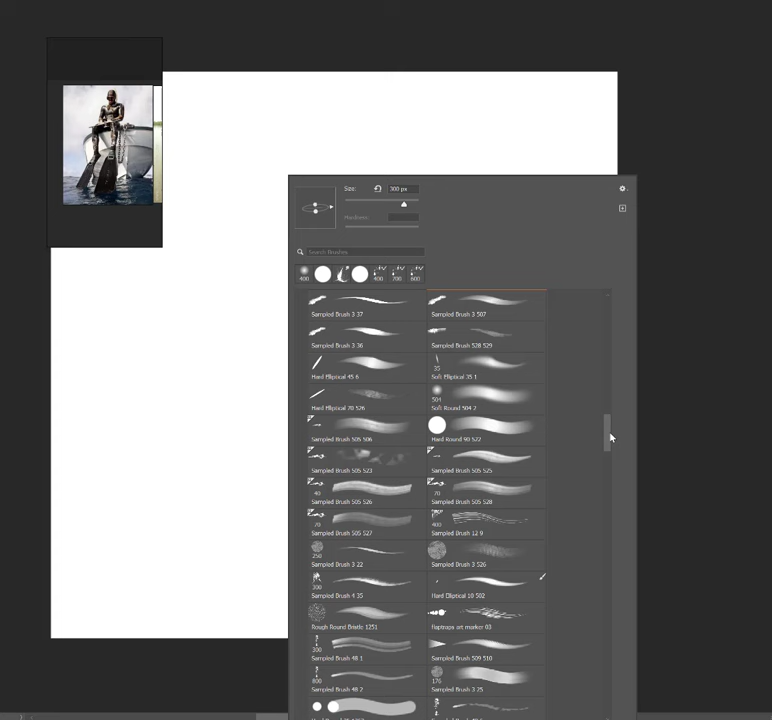 Size: 300 px
Hardness:
Search Brushes
400 400 700 600
Sampled Brush 3 37 Sampled Brush 3 507
Sampled Brush 3 36 Sampled Brush 528 529
35
Hard Elliptical 45 6 Soft Elliptical 35 1
504
Hard Elliptical 70 526 Soft Round 504 2
Sampled Brush 505 506 Hard Round 90 522
Sampled Brush 505 523 Sampled Brush 505 525
40 70
Sampled Brush 505 526 Sampled Brush 505 528
70 400
Sampled Brush 505 527 Sampled Brush 12 9
250
Sampled Brush 3 22 Sampled Brush 3 526
300
Sampled Brush 4 35 Hard Elliptical 10 502
Rough Round Bristle 1251 Raptraps art marker 03
300
Sampled Brush 48 1 Sampled Brush 509 510
800 176
Sampled Brush 48 2 Sampled Brush 3 25